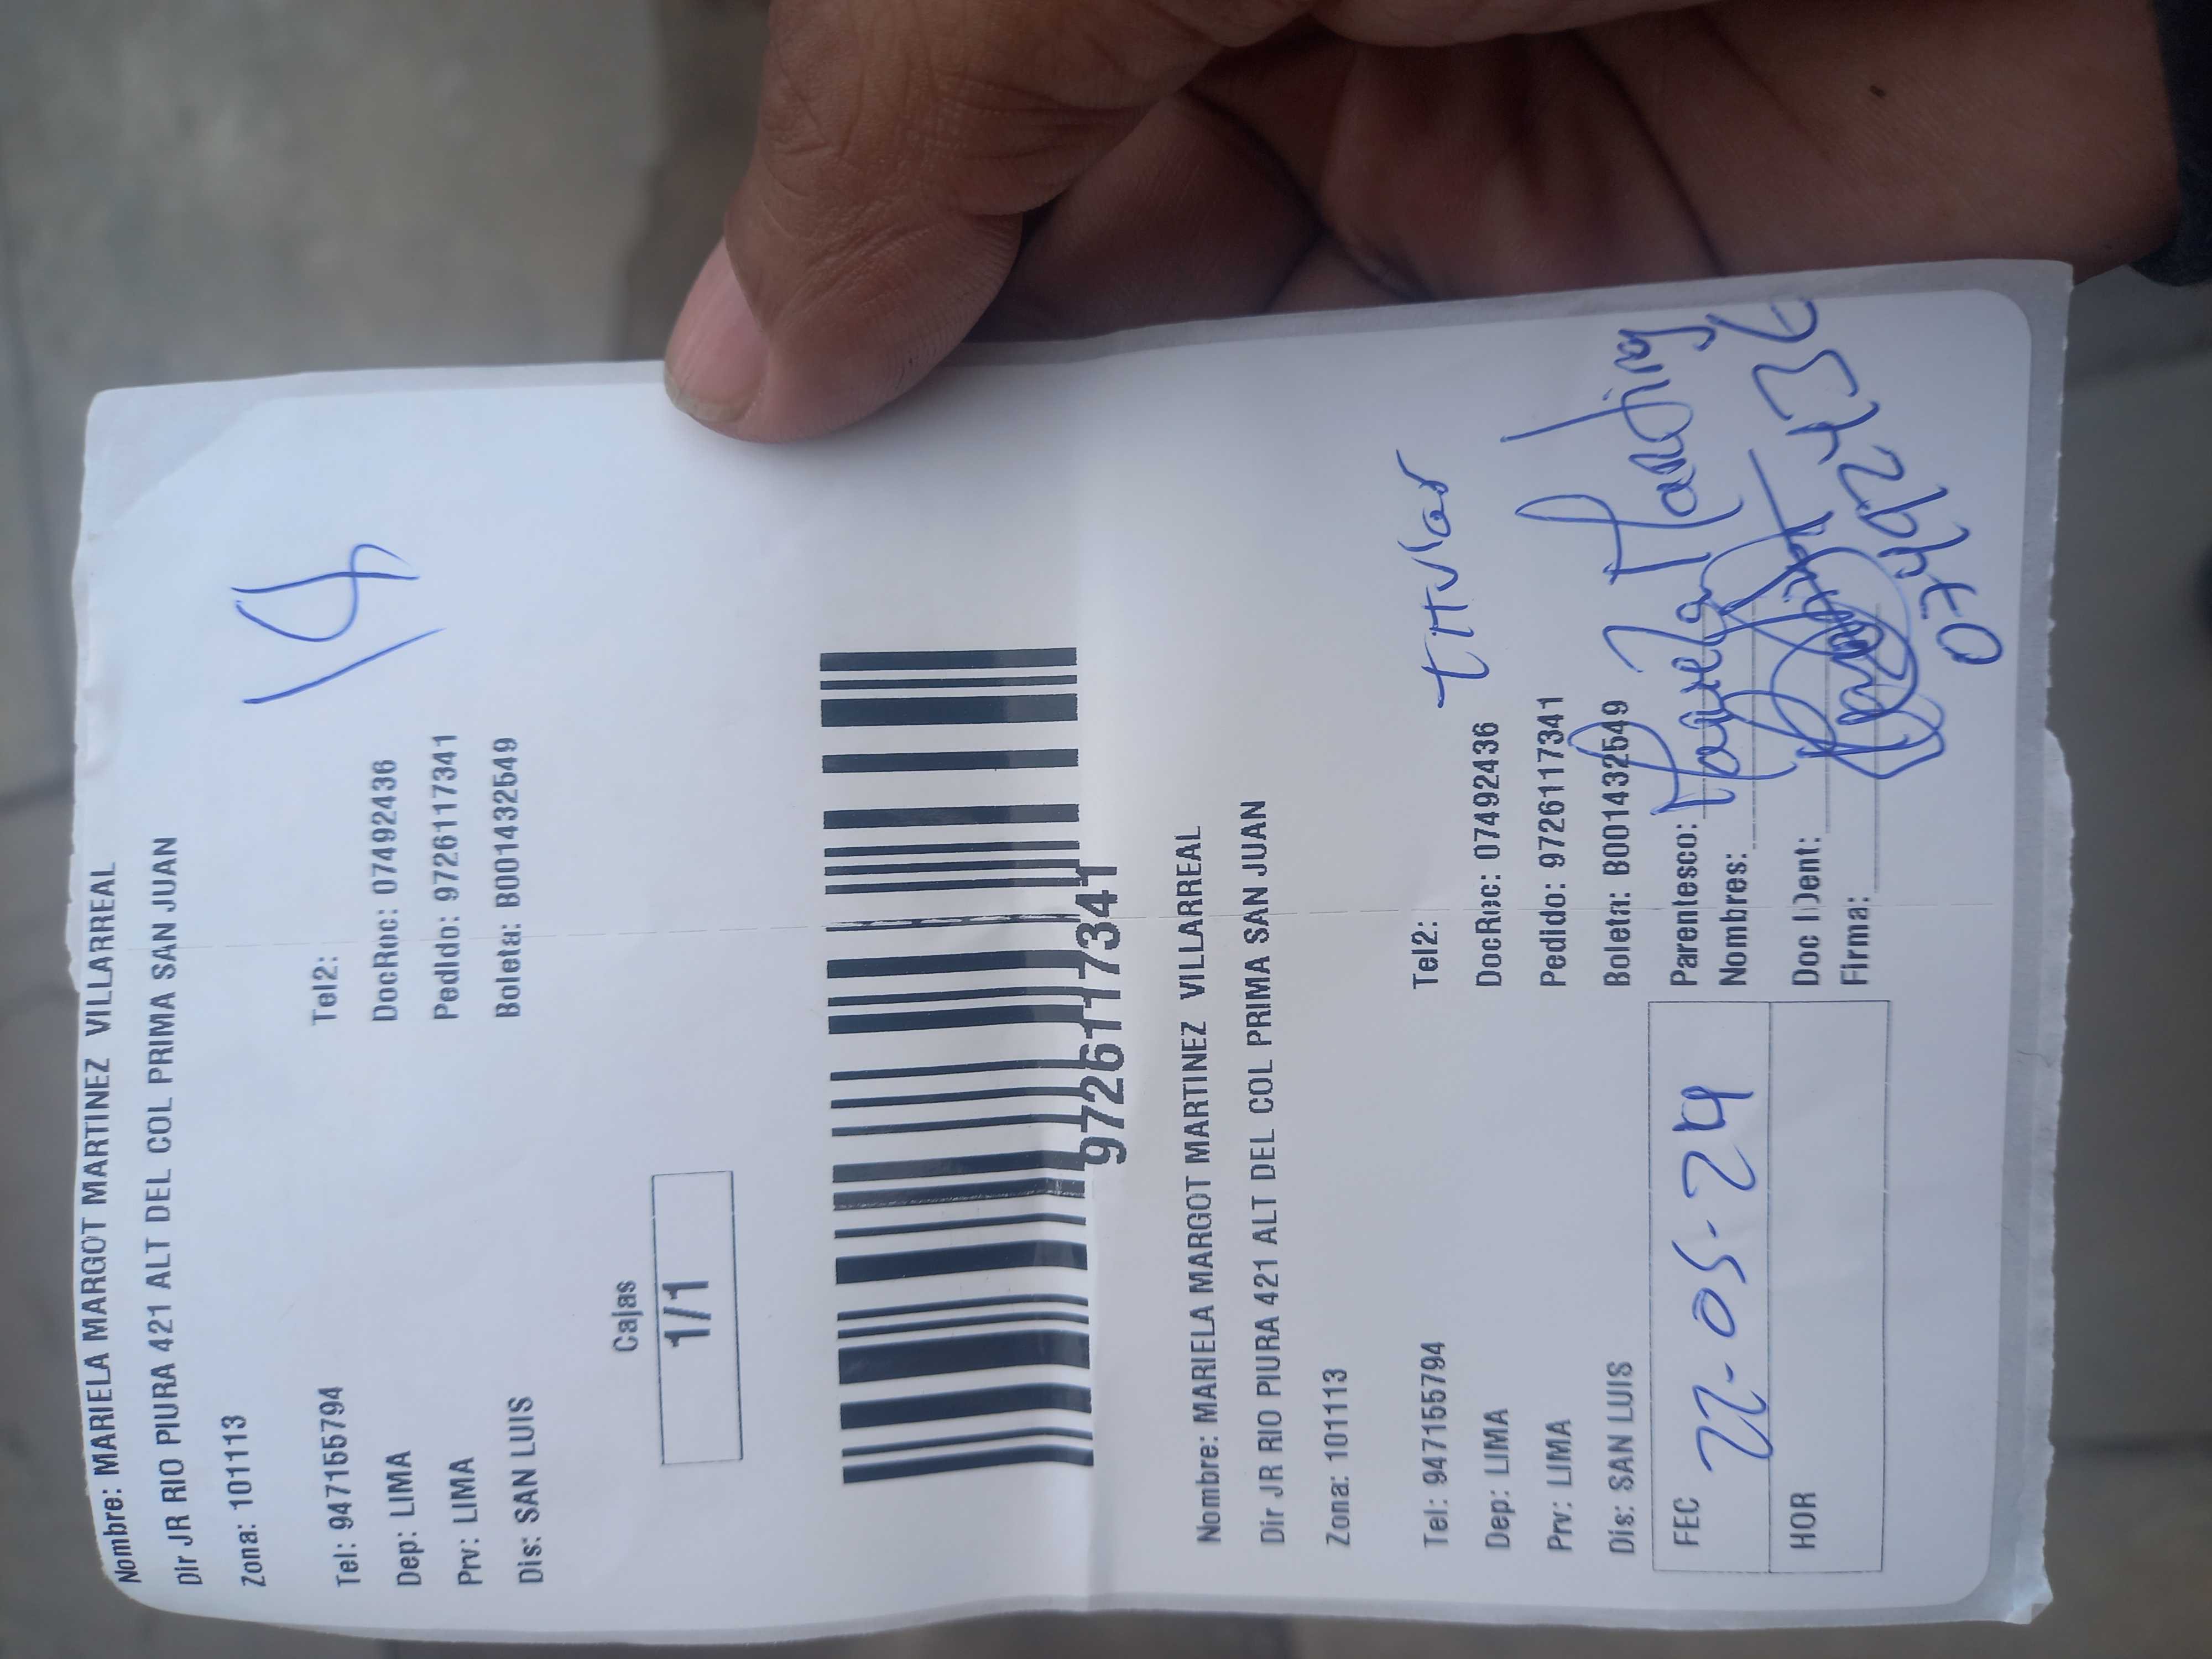 Nombre: MARIELA MARGOT MARTINEZ VILLARREAL
Dir JR RIO PIURA 421 ALT DEL COL PRIMA SAN JUAN
Zona: 101113
Tel: 947155794 Tel2:
Dep: LIMA DocRuc: 07492436
Prv: LIMA Pedido: 9726117341
Dis: SAN LUIS Boleta: B001432549
Cajas
1/1
9726117341
Nombre: MARIELA MARGOT MARTINEZ VILLARREAL
Dir JR RIO PIURA 421 ALT DEL COL PRIMA SAN JUAN
Zona: 101113
Tel: 947155794 Tel2:
titular
Dep: LIMA DocRuc: 07492436
Prv: LIMA Pedido: 9726117341
Dis: SAN LUIS Boleta: B001432549
FEC 22-05-24 Parentesco:
Nombres: Mariela Martinez
HOR Doc IDent:
Firma: